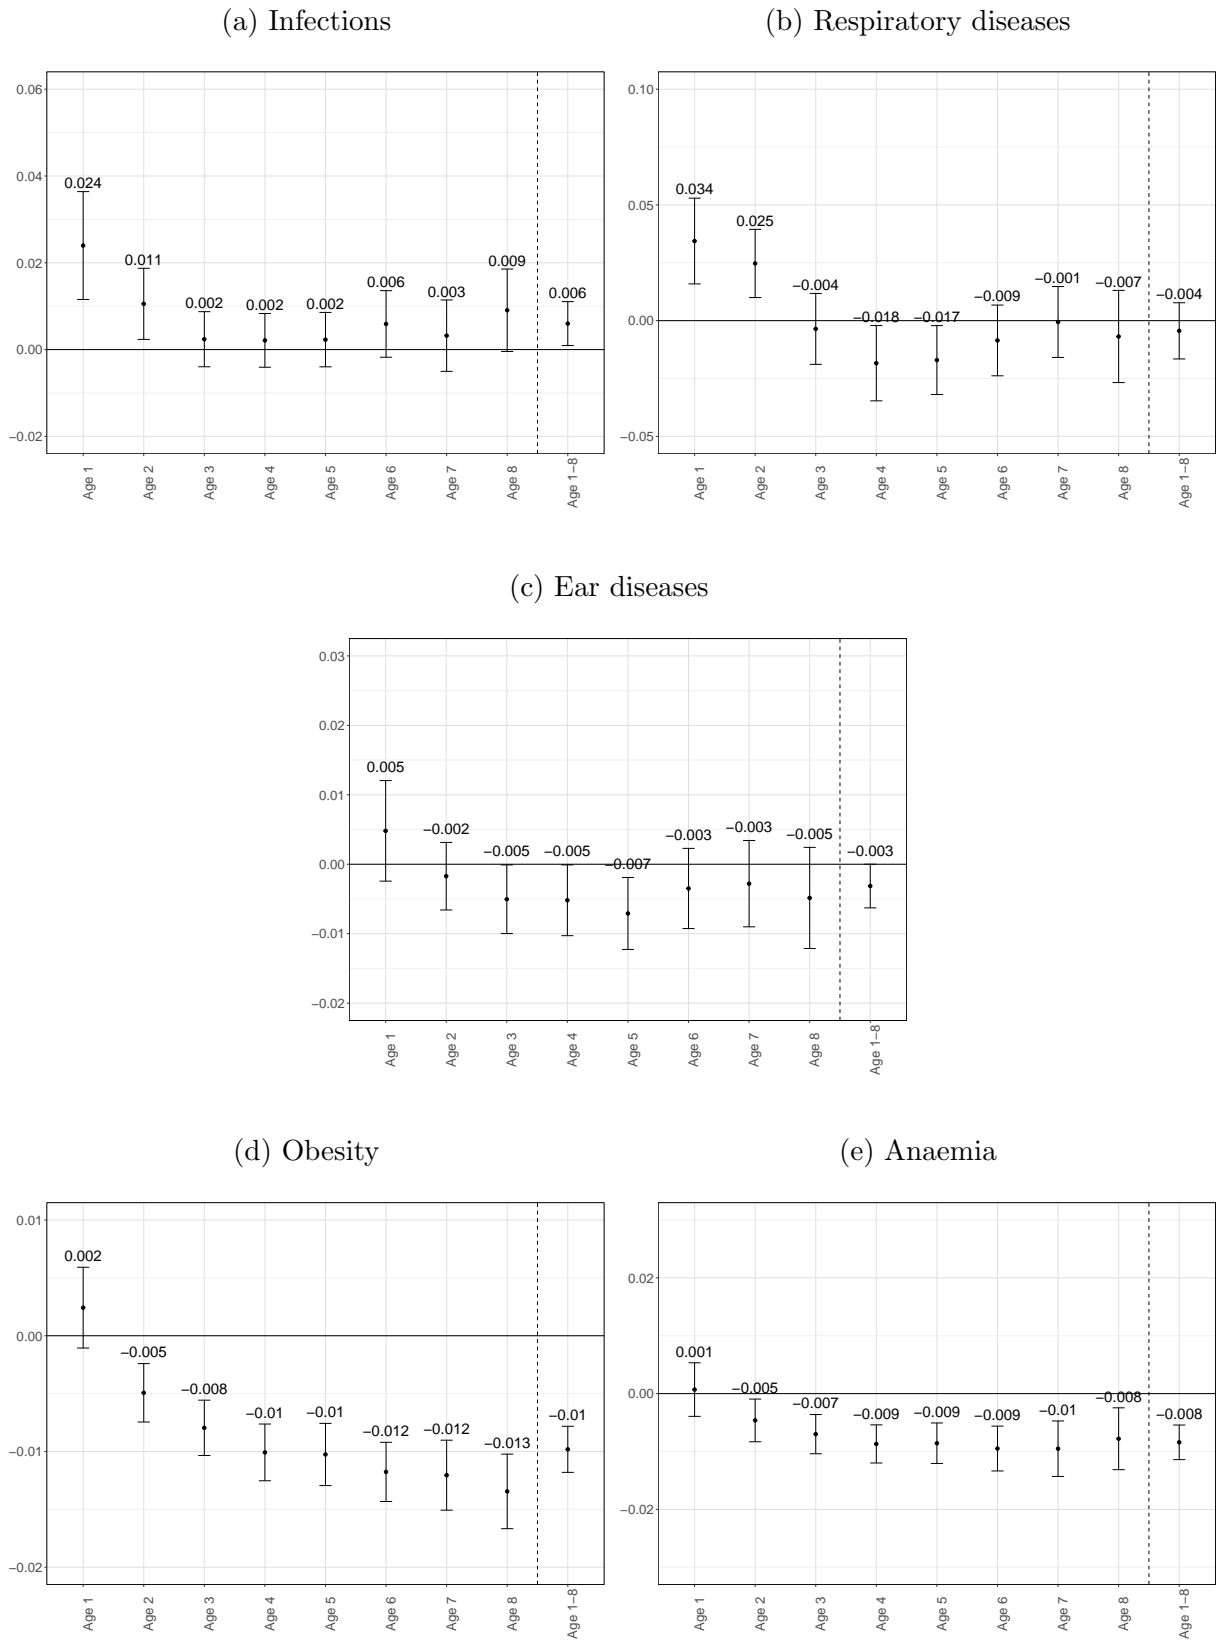 (a) Infections
0.06
0.04
0.02
0.00
−0.02
0.024
0.011
0.002
0.002
0.002
0.006
0.003
0.009
0.006
Age 1
Age 2
Age 3
Age 4
Age 5
Age 6
Age 7
Age 8
Age 1−8
(b) Respiratory diseases
0.10
0.05
0.00
−0.05
0.034
0.025
−0.004
−0.018
−0.017
−0.009
−0.001
−0.007
−0.004
Age 1
Age 2
Age 3
Age 4
Age 5
Age 6
Age 7
Age 8
Age 1−8
(c) Ear diseases
0.03
0.02
0.01
0.00
−0.01
−0.02
0.005
−0.002
−0.005
−0.005
−0.007
−0.003
−0.003
−0.005
−0.003
Age 1
Age 2
Age 3
Age 4
Age 5
Age 6
Age 7
Age 8
Age 1−8
(d) Obesity
0.01
0.00
−0.01
−0.02
0.002
−0.005
−0.008
−0.01
−0.01
−0.012
−0.012
−0.013
−0.01
Age 1
Age 2
Age 3
Age 4
Age 5
Age 6
Age 7
Age 8
Age 1−8
(e) Anaemia
0.02
0.00
−0.02
0.001
−0.005
−0.007
−0.009
−0.009
−0.009
−0.01
−0.008
−0.008
Age 1
Age 2
Age 3
Age 4
Age 5
Age 6
Age 7
Age 8
Age 1−8